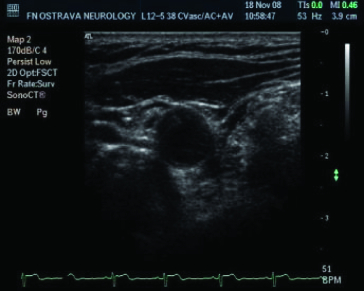 18 Nov 08 TIs0.0 MI 0.46
FN OSTRAVA NEUROLOGY L12-5 38 CVasc/AC+AV 10:58:47 53 Hz 3.9 cm
Map 2
170dB/C 4
Persist Low
2D Opt:FSCT
Fr Rate:Surv
SonoCT®
BW Pg
0
1
2
3
51
BPM